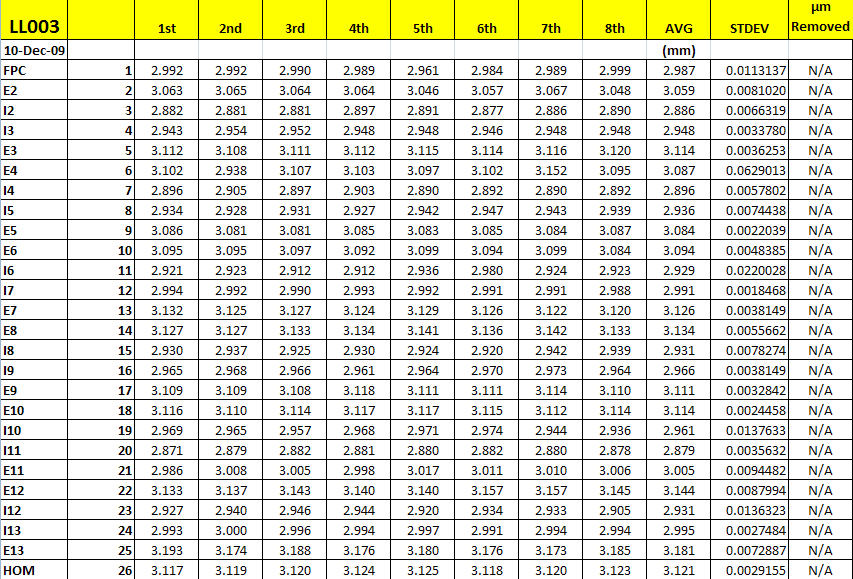 LL003 1st 2nd 3rd 4th 5th 6th 7th 8th AVG STDEV µm Removed
10-Dec-09 (mm)
FPC 1 2.992 2.992 2.990 2.989 2.961 2.984 2.989 2.999 2.987 0.0113137 N/A
E2 2 3.063 3.065 3.064 3.064 3.046 3.057 3.067 3.048 3.059 0.0081020 N/A
I2 3 2.882 2.881 2.881 2.897 2.891 2.877 2.886 2.890 2.886 0.0066319 N/A
I3 4 2.943 2.954 2.952 2.948 2.948 2.946 2.948 2.948 2.948 0.0033780 N/A
E3 5 3.112 3.108 3.111 3.112 3.115 3.114 3.116 3.120 3.114 0.0036253 N/A
E4 6 3.102 2.938 3.107 3.103 3.097 3.102 3.152 3.095 3.087 0.0629013 N/A
I4 7 2.896 2.905 2.897 2.903 2.890 2.892 2.890 2.892 2.896 0.0057802 N/A
I5 8 2.934 2.928 2.931 2.927 2.942 2.947 2.943 2.939 2.936 0.0074438 N/A
E5 9 3.086 3.081 3.081 3.085 3.083 3.085 3.084 3.087 3.084 0.0022039 N/A
E6 10 3.095 3.095 3.097 3.092 3.099 3.094 3.099 3.084 3.094 0.0048385 N/A
I6 11 2.921 2.923 2.912 2.912 2.936 2.980 2.924 2.923 2.929 0.0220028 N/A
I7 12 2.994 2.992 2.990 2.993 2.992 2.991 2.991 2.988 2.991 0.0018468 N/A
E7 13 3.132 3.125 3.127 3.124 3.129 3.126 3.122 3.120 3.126 0.0038149 N/A
E8 14 3.127 3.127 3.133 3.134 3.141 3.136 3.142 3.133 3.134 0.0055662 N/A
I8 15 2.930 2.937 2.925 2.930 2.924 2.920 2.942 2.939 2.931 0.0078274 N/A
I9 16 2.965 2.968 2.966 2.961 2.964 2.970 2.973 2.964 2.966 0.0038149 N/A
E9 17 3.109 3.109 3.108 3.118 3.111 3.111 3.114 3.110 3.111 0.0032842 N/A
E10 18 3.116 3.110 3.114 3.117 3.117 3.115 3.112 3.114 3.114 0.0024458 N/A
I10 19 2.969 2.965 2.957 2.968 2.971 2.974 2.944 2.936 2.961 0.0137633 N/A
I11 20 2.871 2.879 2.882 2.881 2.880 2.882 2.880 2.878 2.879 0.0035632 N/A
E11 21 2.986 3.008 3.005 2.998 3.017 3.011 3.010 3.006 3.005 0.0094482 N/A
E12 22 3.133 3.137 3.143 3.140 3.140 3.157 3.157 3.145 3.144 0.0087994 N/A
I12 23 2.927 2.940 2.946 2.944 2.920 2.934 2.933 2.905 2.931 0.0136323 N/A
I13 24 2.993 3.000 2.996 2.994 2.997 2.991 2.994 2.994 2.995 0.0027484 N/A
E13 25 3.193 3.174 3.188 3.176 3.180 3.176 3.173 3.185 3.181 0.0072887 N/A
HOM 26 3.117 3.119 3.120 3.124 3.125 3.118 3.120 3.123 3.121 0.0029155 N/A